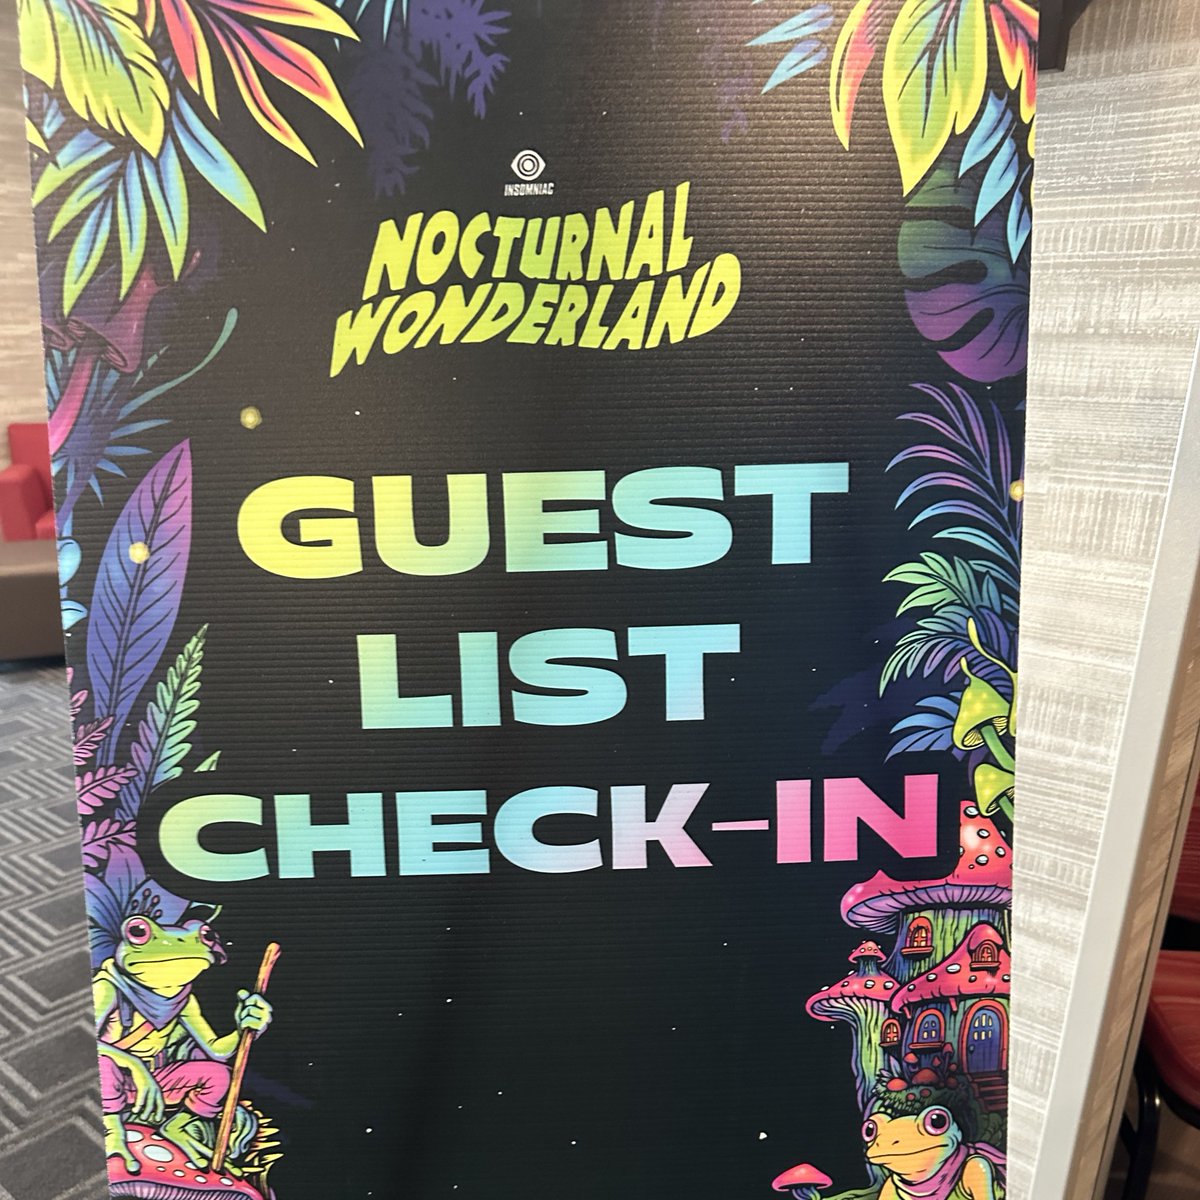 INSOMNIAC
NOCTURNAL
WONDERLAND
GUEST
LIST
CHECK-IN